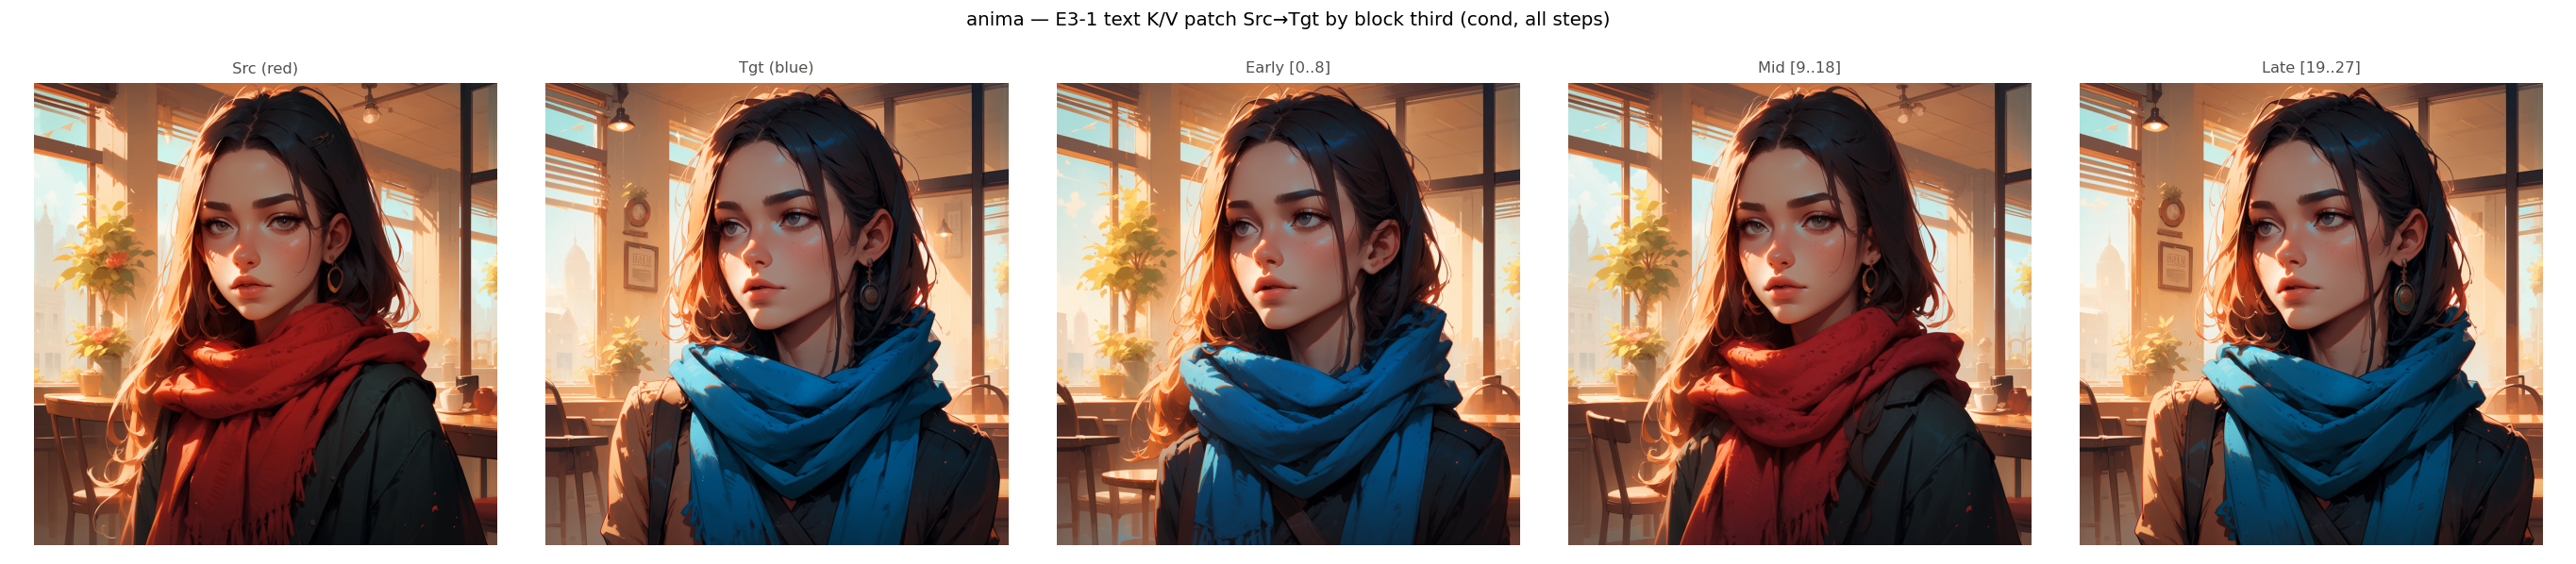 anima — E3-1 text K/V patch Src→Tgt by block third (cond, all steps)
Src (red)
Tgt (blue)
Early [0..8]
Mid [9..18]
Late [19..27]